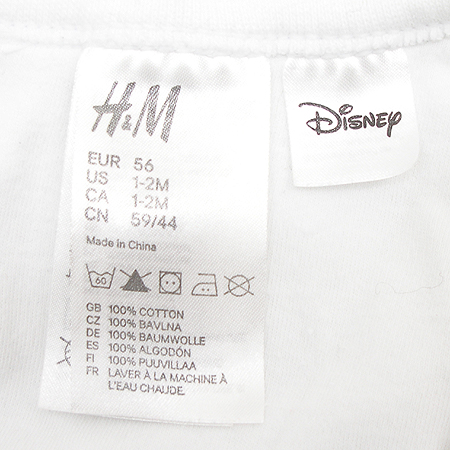 H&M
EUR 56
US 1-2M
CA 1-2M
CN 59/44
Made in China
60
GB 100% COTTON
CZ 100% BAVLNA
DE 100% BAUMWOLLE
ES 100% ALGODÓN
FI 100% PUUVILLAA
FR LAVER À LA MACHINE À
L'EAU CHAUDE.
Disney